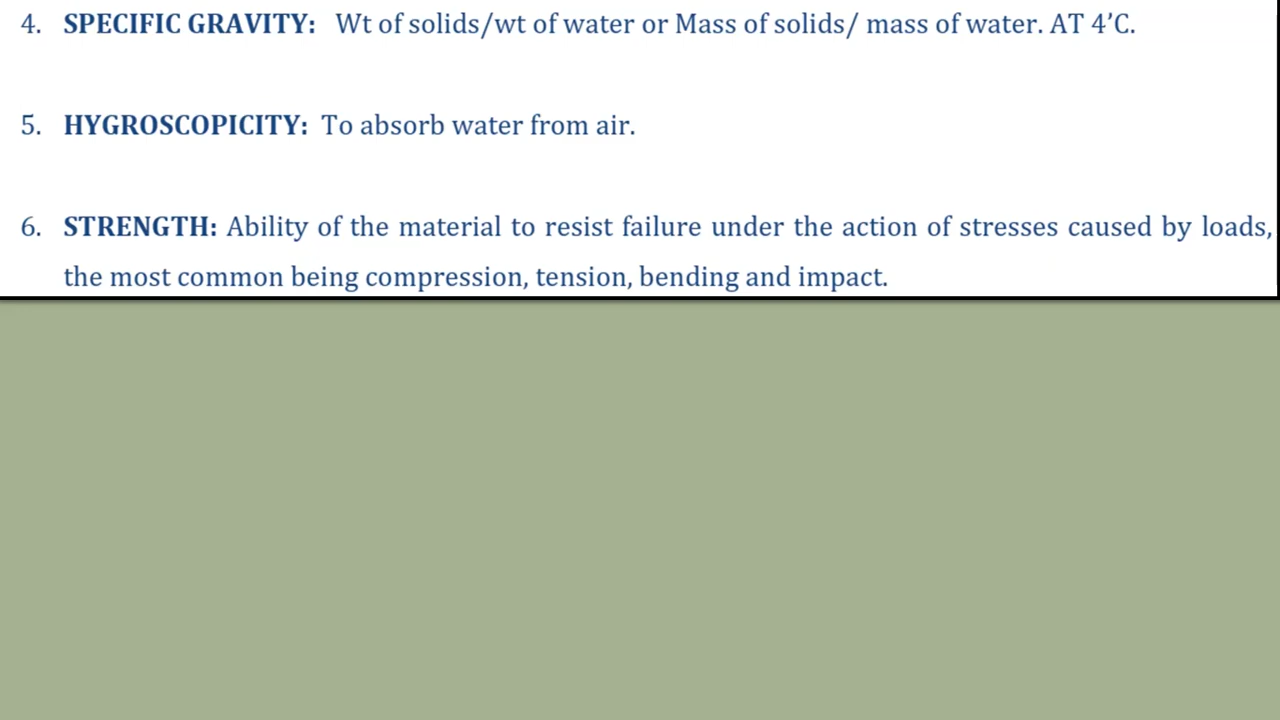 4. SPECIFIC GRAVITY: Wt of solids/wt of water or Mass of solids/ mass of water. AT 4’C.
5. HYGROSCOPICITY: To absorb water from air.
6. STRENGTH: Ability of the material to resist failure under the action of stresses caused by loads,
the most common being compression, tension, bending and impact.